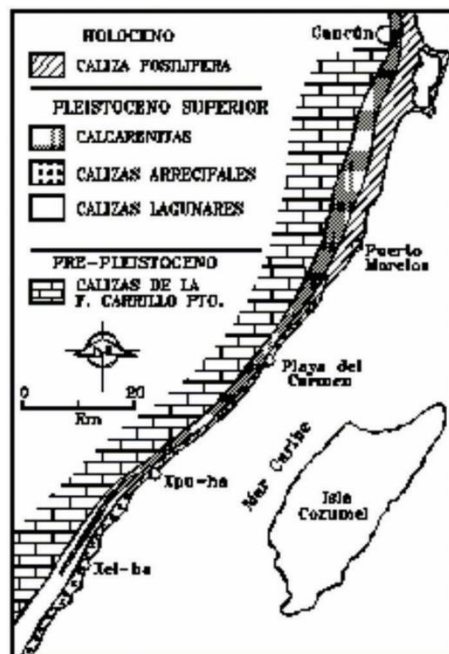 HOLOCENO
CALIZA FOSILIFERA
PLEISTOCENO SUPERIOR
CALCARENITAS
CALIZAS ARRECIFALES
CALIZAS LAGUNARES
PRE-PLEISTOCENO
CALIZAS DE LA
F. CARRILLO PTO.
0 20
Km
Cancún
Puerto
Morelos
Playa del
Carmen
Mar Caribe
Isla
Cozumel
Xpu-ha
Xel-ha